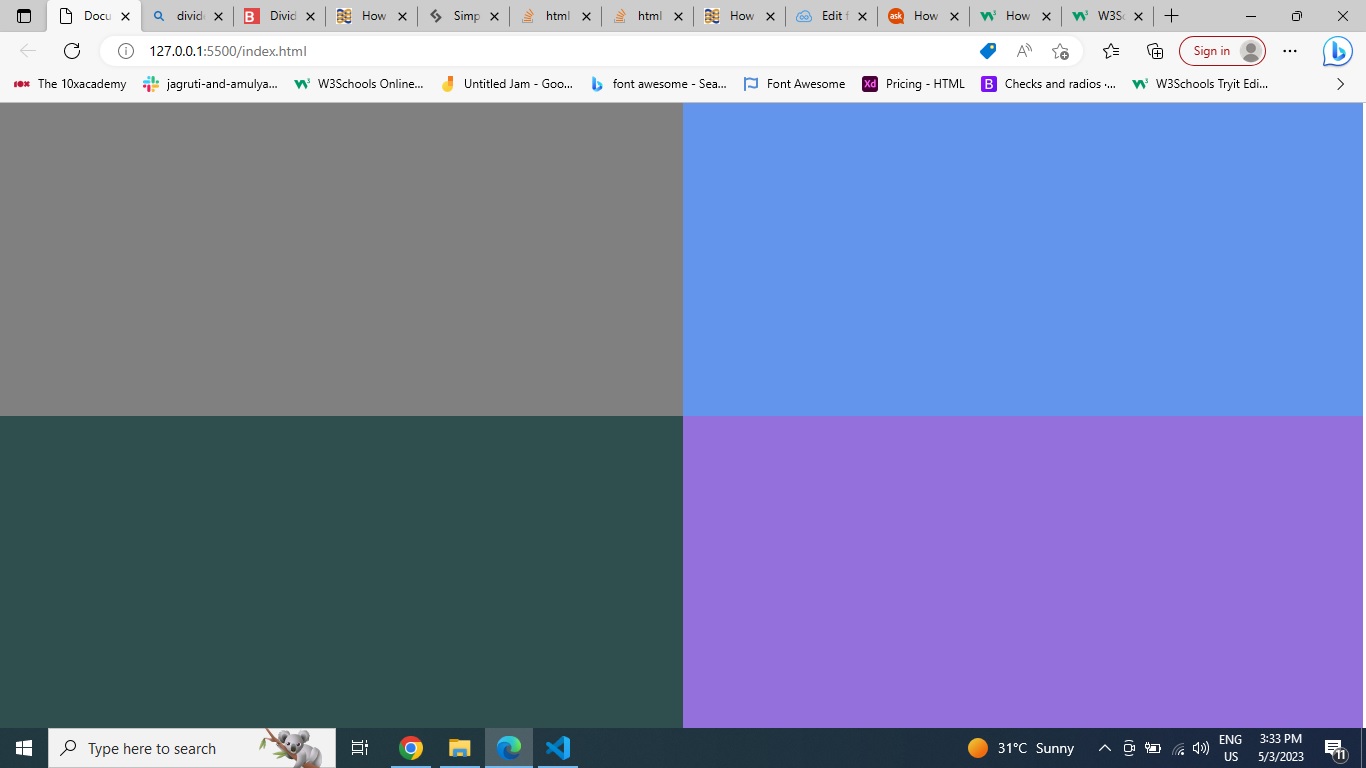 Docu divid Divid How Simp html html How Edit f How How W3Sc
127.0.0.1:5500/index.html Sign in
The 10xacademy jagruti-and-amulya... W3Schools Online... Untitled Jam - Goo... font awesome - Sea... Font Awesome Xd Pricing - HTML B Checks and radios ·... W3Schools Tryit Edi...
Type here to search 31°C Sunny ENG US 3:33 PM 5/3/2023 11